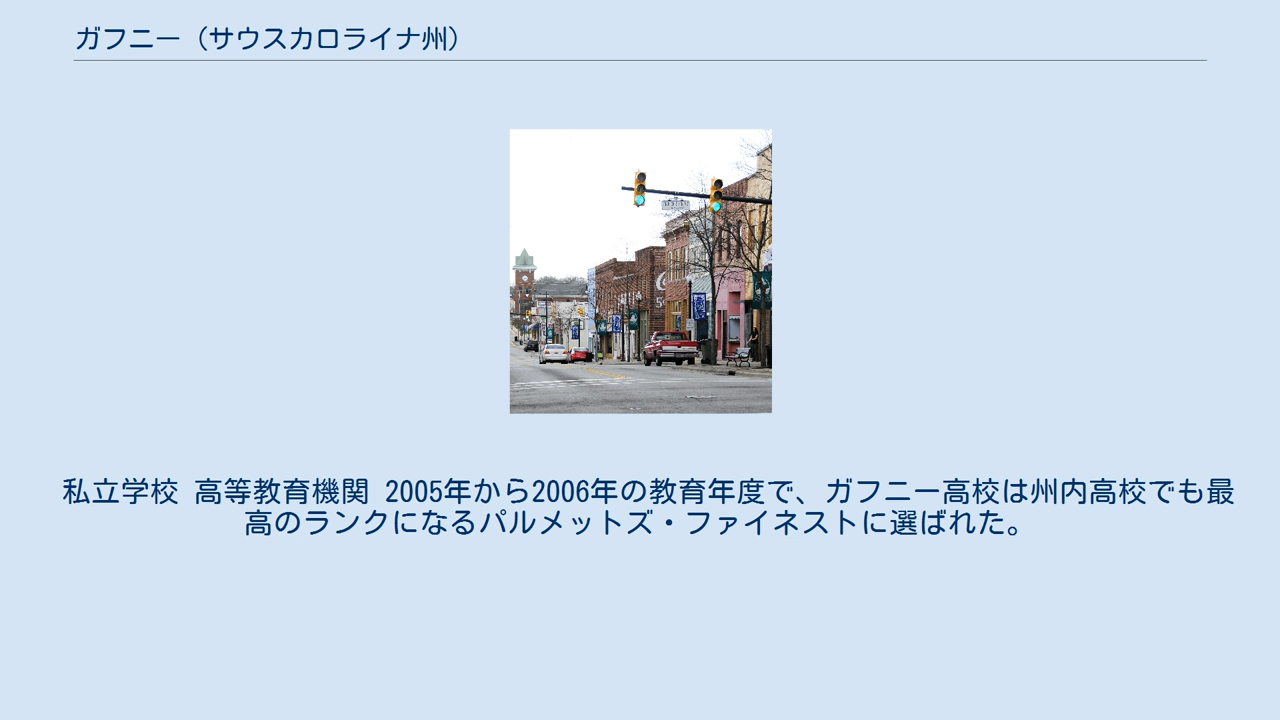 ガフニー（サウスカロライナ州）
私立学校 高等教育機関 2005年から2006年の教育年度で、ガフニー高校は州内高校でも最
高のランクになるパルメットズ・ファイネストに選ばれた。